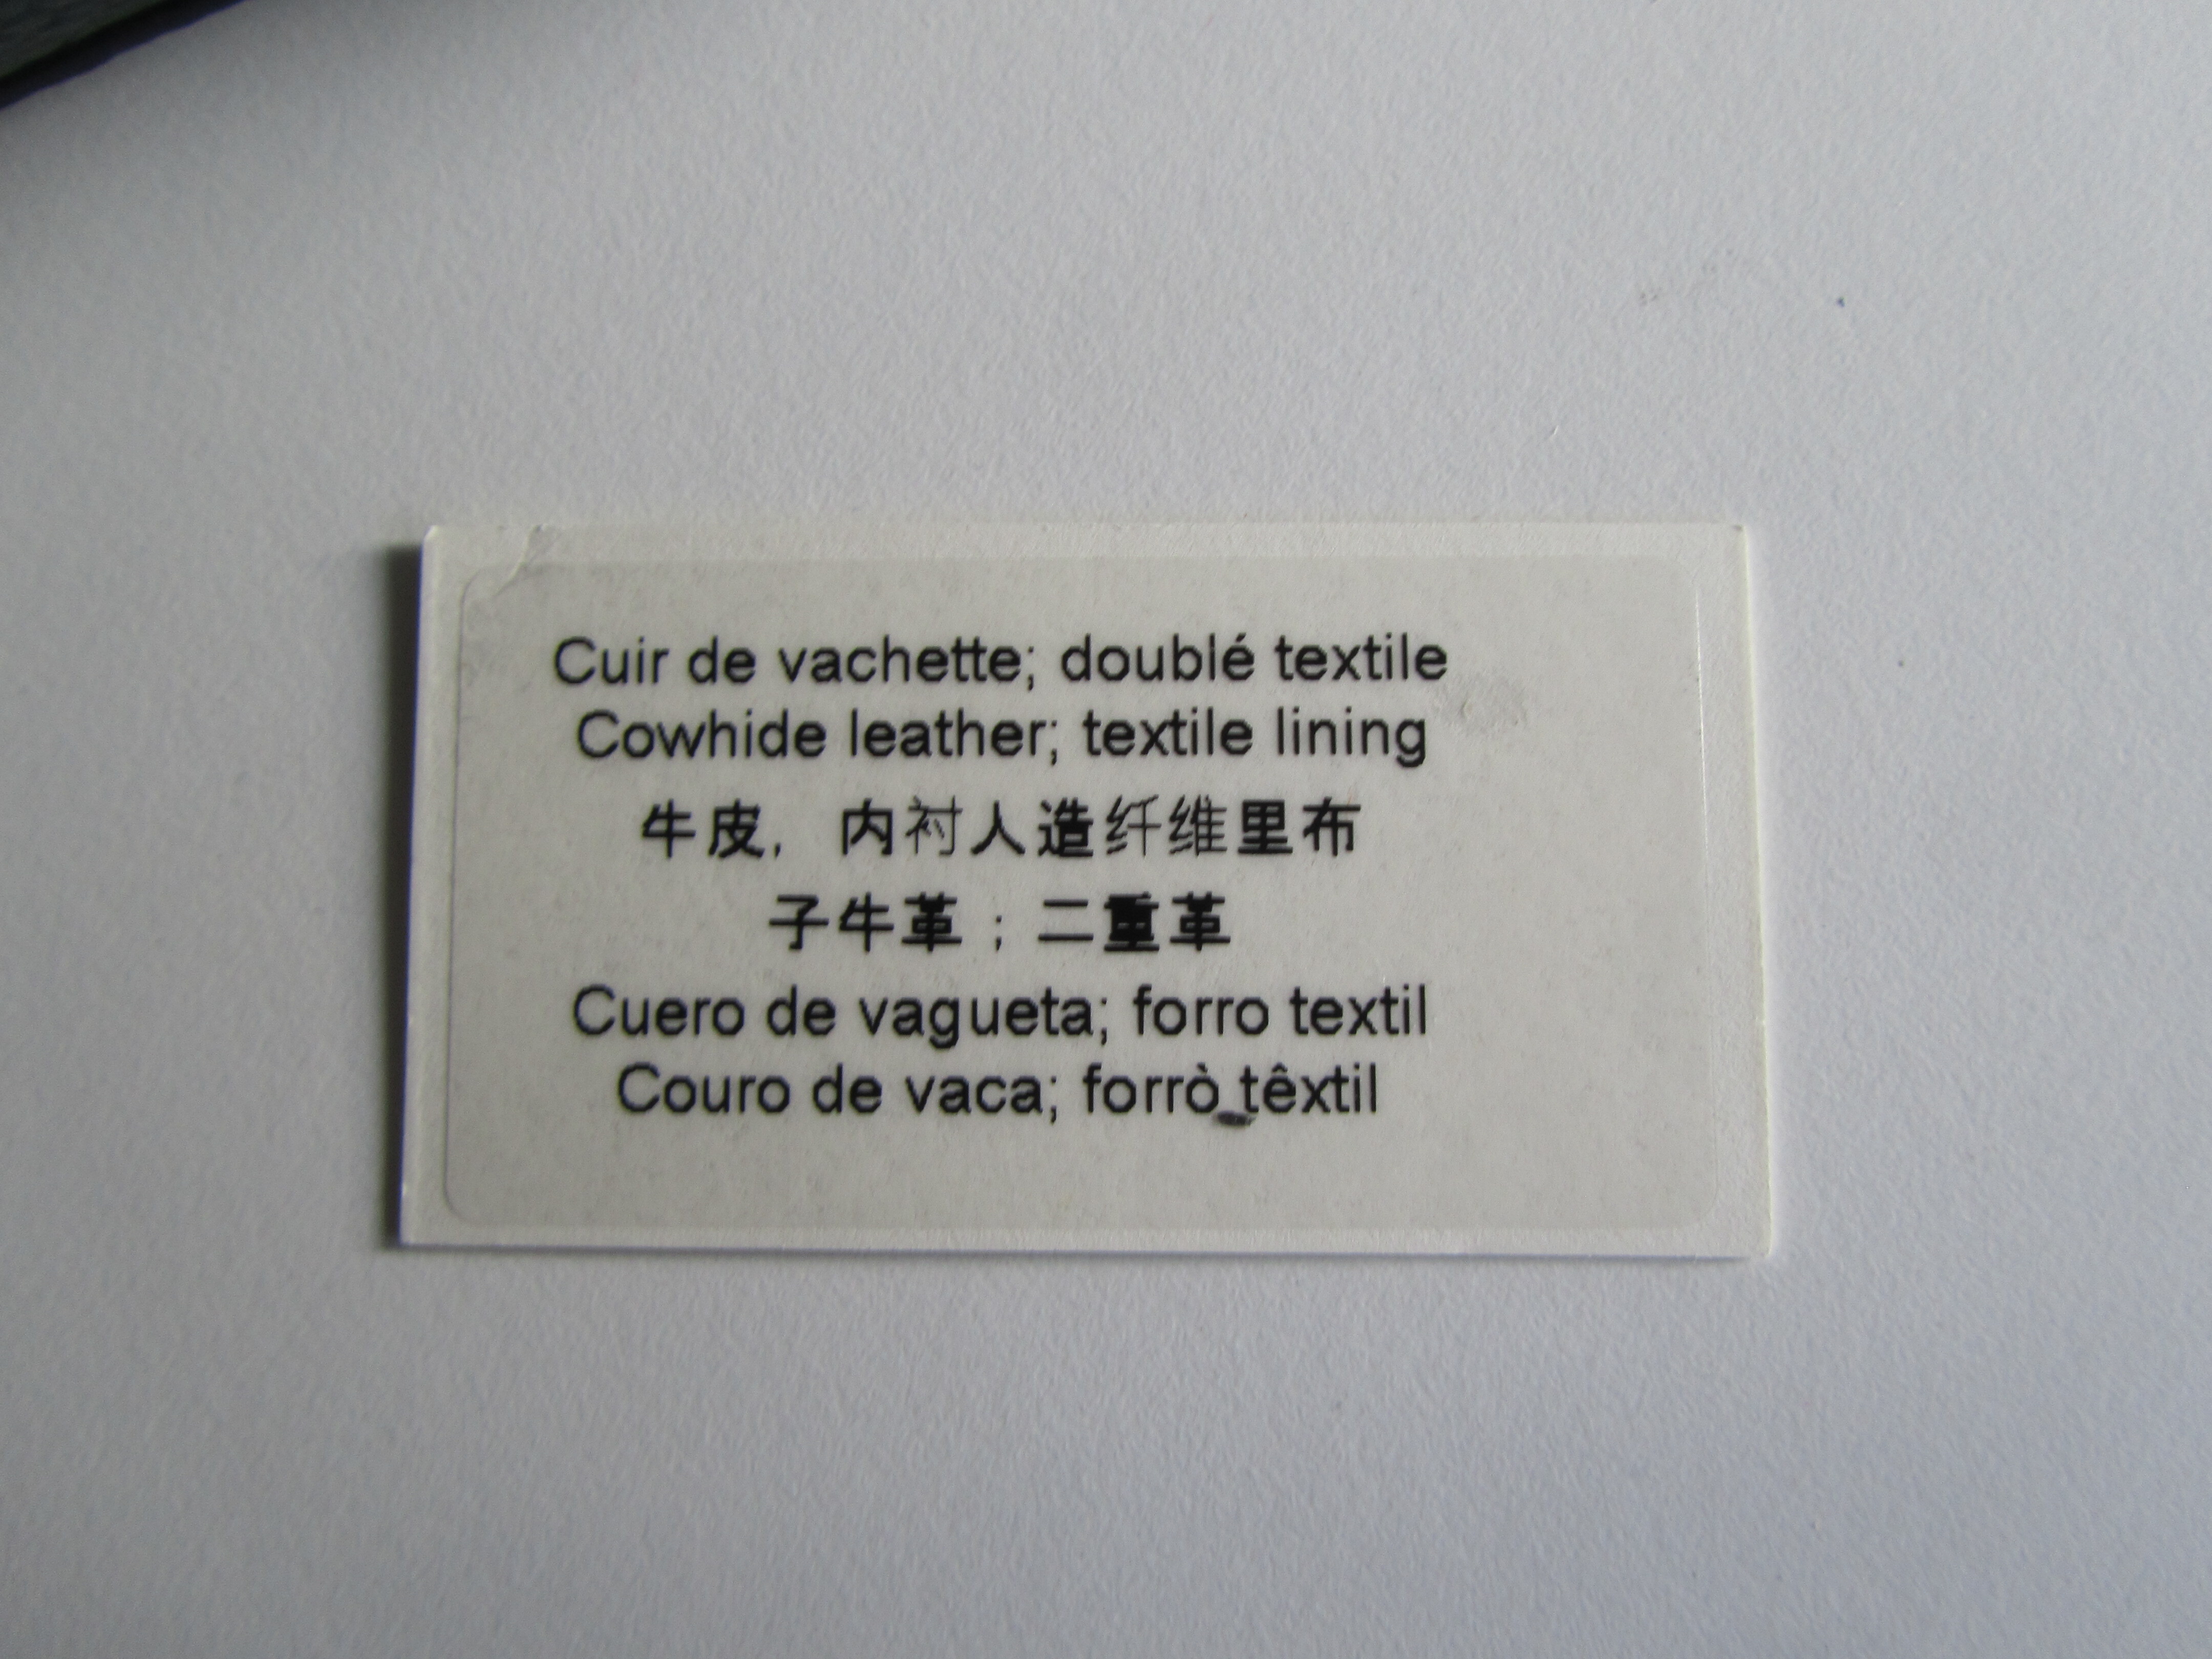 Cuir de vachette; doublé textile
Cowhide leather; textile lining
牛皮，内衬人造纤维里布
子牛革；二重革
Cuero de vagueta; forro textil
Couro de vaca; forrò têxtil